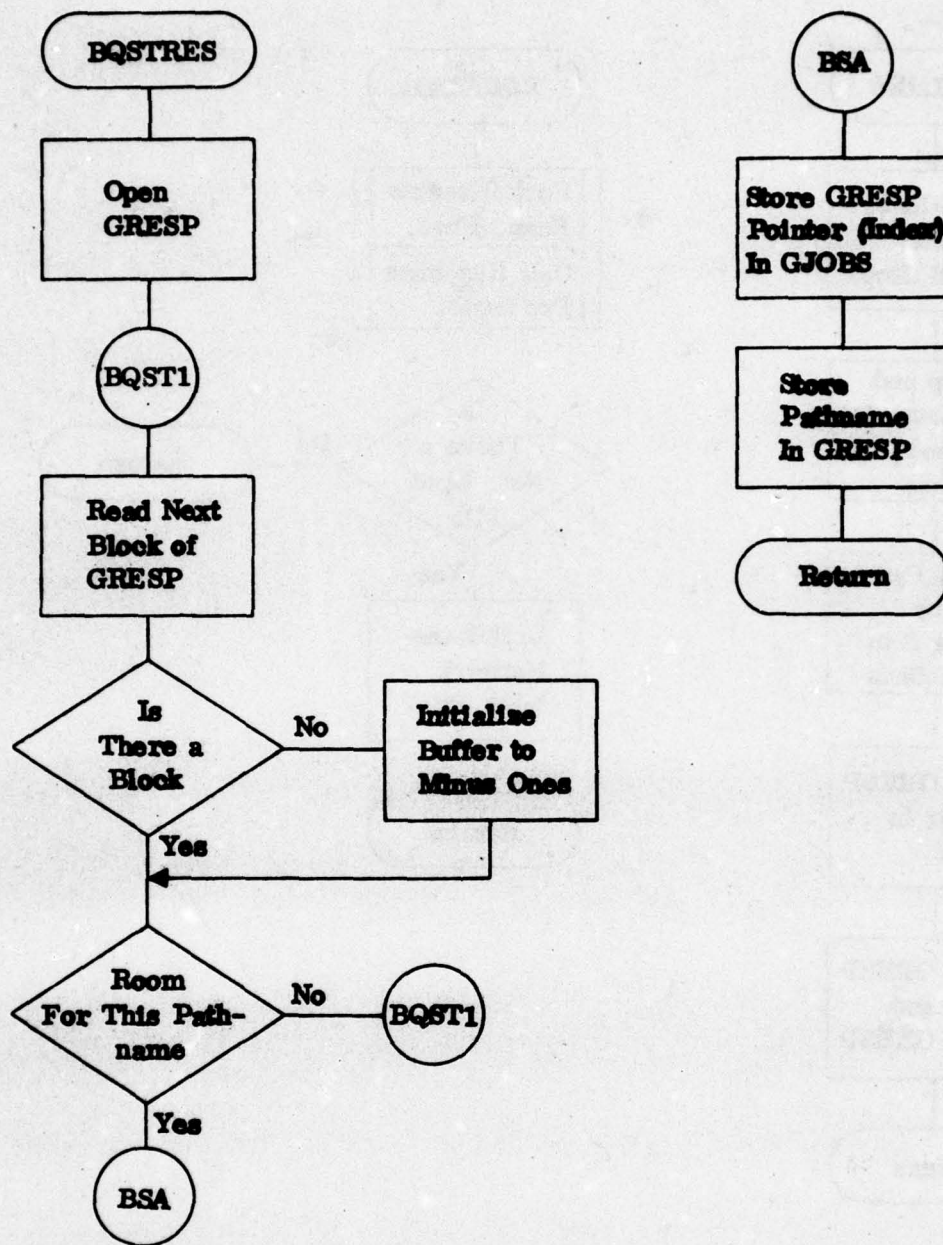 BQSTRES
Open
GRESP
BQST1
Read Next
Block of
GRESP
Is
There a
Block
No
Initialize
Buffer to
Minus Ones
Yes
Room
For This Path-
name
No
BQST1
Yes
BSA
BSA
Store GRESP
Pointer (Index)
In GJOBS
Store
Pathname
In GRESP
Return